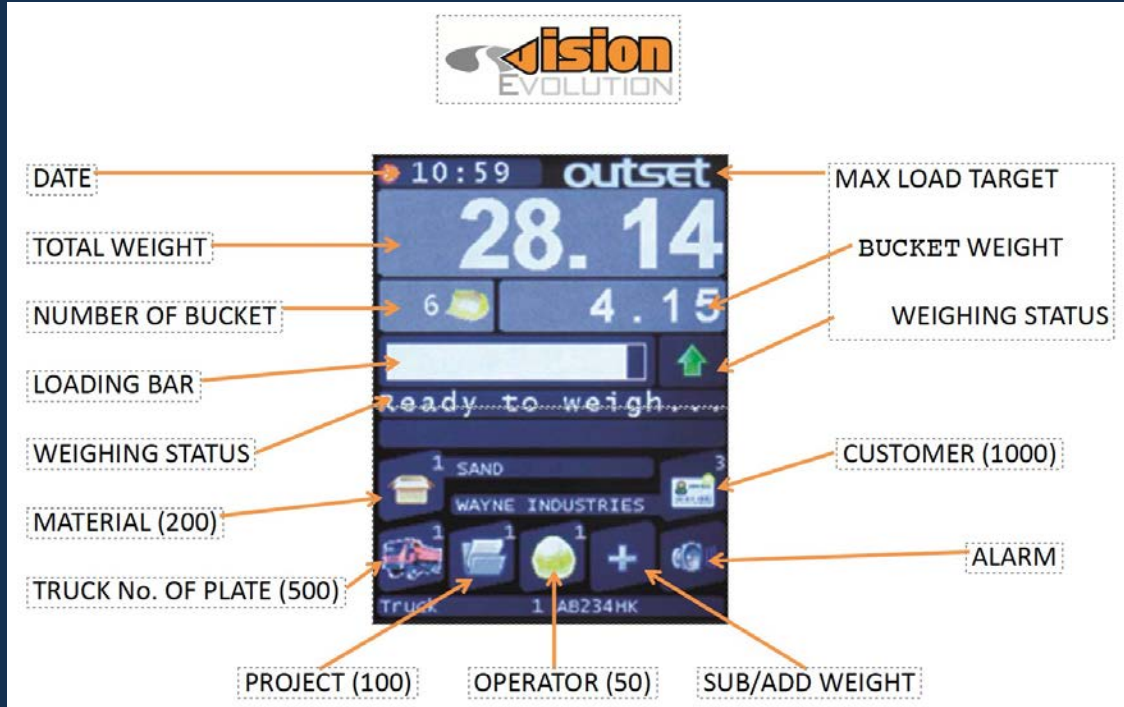 vision
EVOLUTION
DATE
10:59 outset
MAX LOAD TARGET
TOTAL WEIGHT
28.14
BUCKET WEIGHT
NUMBER OF BUCKET
6 4.15
WEIGHING STATUS
LOADING BAR
Ready to weigh...
WEIGHING STATUS
CUSTOMER (1000)
1 SAND 3
WAYNE INDUSTRIES
MATERIAL (200)
1 1 1
ALARM
TRUCK No. OF PLATE (500)
Truck 1 AB234HK
PROJECT (100) OPERATOR (50) SUB/ADD WEIGHT